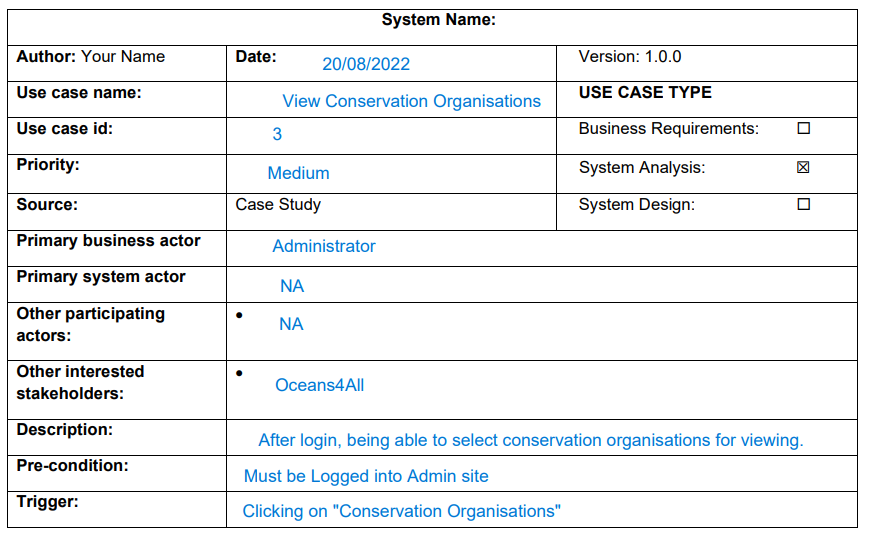 System Name:
Author: Your Name
Date: 20/08/2022
Version: 1.0.0
Use case name:
View Conservation Organisations
USE CASE TYPE
Use case id:
3
Business Requirements: ☐
Priority:
Medium
System Analysis: ☒
Source:
Case Study
System Design: ☐
Primary business actor
Administrator
Primary system actor
NA
Other participating
actors:
• NA
Other interested
stakeholders:
• Oceans4All
Description:
After login, being able to select conservation organisations for viewing.
Pre-condition:
Must be Logged into Admin site
Trigger:
Clicking on "Conservation Organisations"